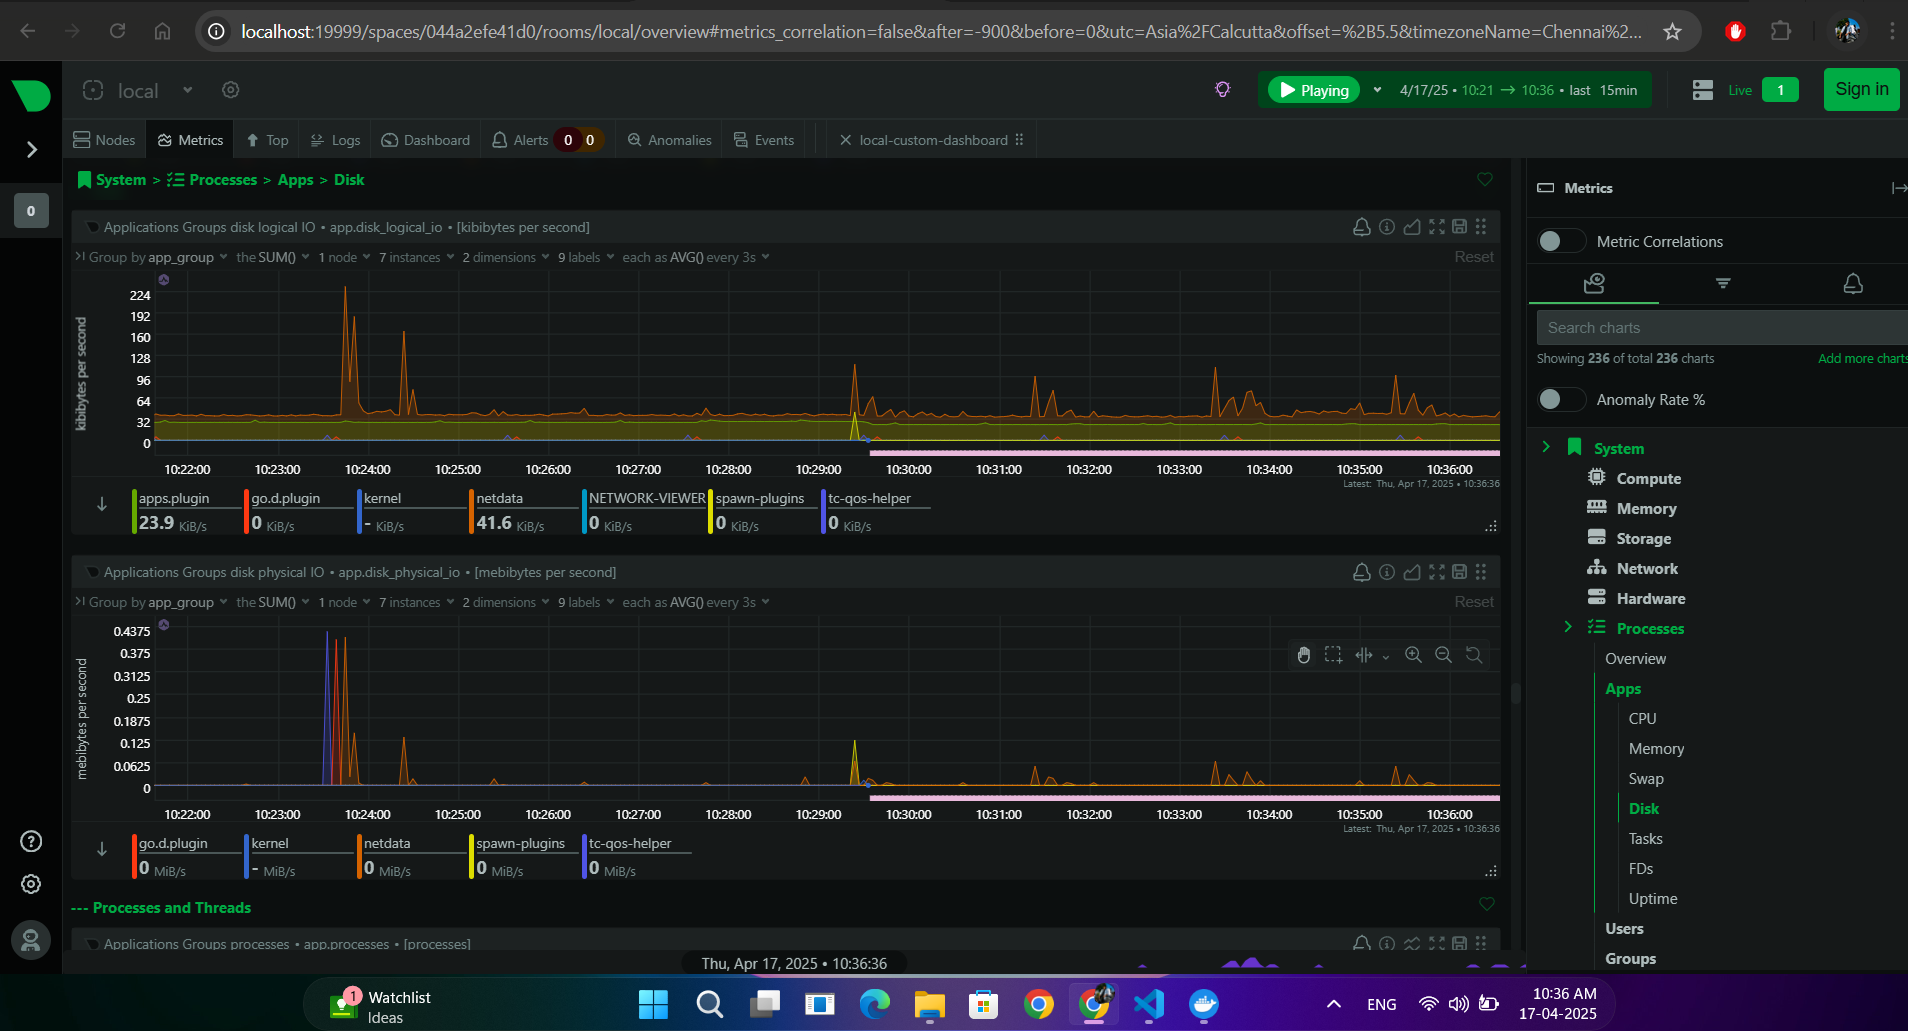 localhost:19999/spaces/044a2efe41d0/rooms/local/overview#metrics_correlation=false&after=-900&before=0&utc=Asia%2FCalcutta&offset=%2B5.5&timezoneName=Chennai%2...
local
Playing
4/17/25 • 10:21 → 10:36 • last 15min
Live
1
Sign in
Nodes
Metrics
Top
Logs
Dashboard
Alerts
0
0
Anomalies
Events
local-custom-dashboard
0
System > Processes > Apps > Disk
Applications Groups disk logical IO • app.disk_logical_io • [kibibytes per second]
Group by app_group the SUM() 1 node 7 instances 2 dimensions 9 labels each as AVG() every 3s
Reset
kibibytes per second
224
192
160
128
96
64
32
0
10:22:00 10:23:00 10:24:00 10:25:00 10:26:00 10:27:00 10:28:00 10:29:00 10:30:00 10:31:00 10:32:00 10:33:00 10:34:00 10:35:00 10:36:00
Latest: Thu, Apr 17, 2025 • 10:36:36
apps.plugin go.d.plugin kernel netdata NETWORK-VIEWER spawn-plugins tc-qos-helper
23.9 KiB/s 0 KiB/s - KiB/s 41.6 KiB/s 0 KiB/s 0 KiB/s 0 KiB/s
Applications Groups disk physical IO • app.disk_physical_io • [mebibytes per second]
Group by app_group the SUM() 1 node 7 instances 2 dimensions 9 labels each as AVG() every 3s
Reset
mebibytes per second
0.4375
0.375
0.3125
0.25
0.1875
0.125
0.0625
0
10:22:00 10:23:00 10:24:00 10:25:00 10:26:00 10:27:00 10:28:00 10:29:00 10:30:00 10:31:00 10:32:00 10:33:00 10:34:00 10:35:00 10:36:00
Latest: Thu, Apr 17, 2025 • 10:36:36
go.d.plugin kernel netdata spawn-plugins tc-qos-helper
0 MiB/s - MiB/s 0 MiB/s 0 MiB/s 0 MiB/s
--- Processes and Threads
Applications Groups processes • app.processes • [processes]
Thu, Apr 17, 2025 • 10:36:36
Metrics
Metric Correlations
Search charts
Showing 236 of total 236 charts
Add more charts
Anomaly Rate %
System
Compute
Memory
Storage
Network
Hardware
Processes
Overview
Apps
CPU
Memory
Swap
Disk
Tasks
FDs
Uptime
Users
Groups
1
Watchlist
Ideas
ENG
10:36 AM
17-04-2025